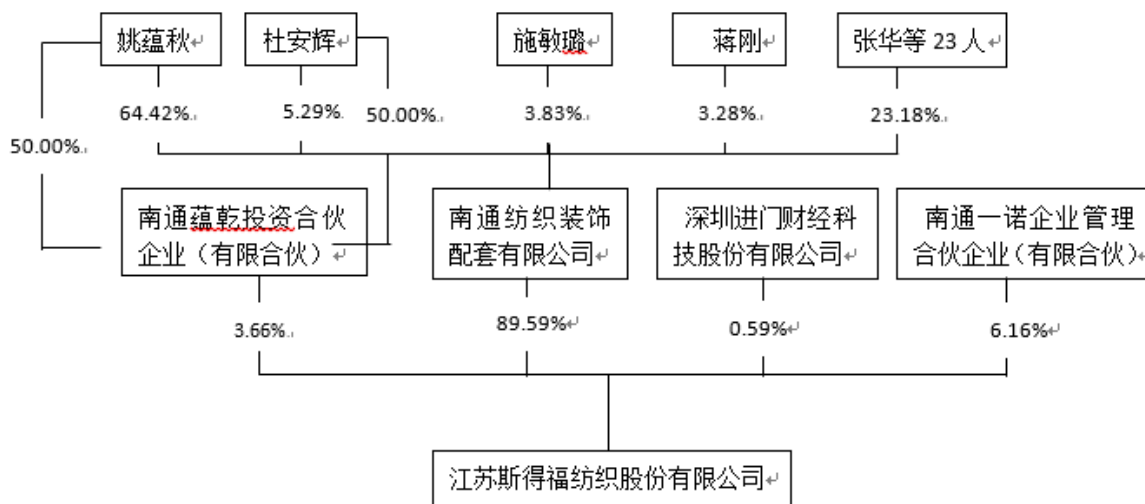 姚蕴秋
杜安辉
施敏璐
蒋刚
张华等 23 人
64.42%
5.29%
50.00%
3.83%
3.28%
23.18%
50.00%
南通蕴乾投资合伙
企业（有限合伙）
南通纺织装饰
配套有限公司
深圳进门财经科
技股份有限公司
南通一诺企业管理
合伙企业（有限合伙）
3.66%
89.59%
0.59%
6.16%
江苏斯得福纺织股份有限公司